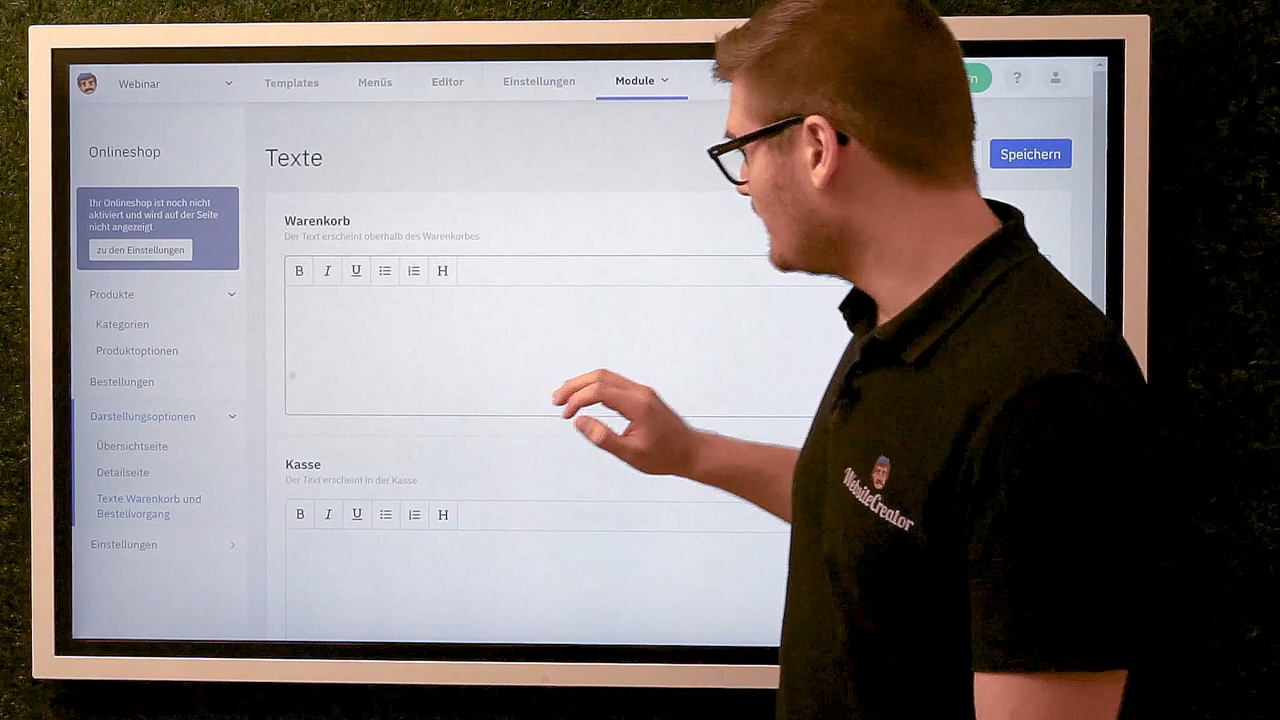 Webinar
Templates
Menüs
Editor
Einstellungen
Module
?
Onlineshop
Texte
Speichern
Ihr Onlineshop ist noch nicht
aktiviert und wird auf der Seite
nicht angezeigt
zu den Einstellungen
Produkte
Kategorien
Produktoptionen
Bestellungen
Darstellungsoptionen
Übersichtseite
Detailseite
Texte Warenkorb und
Bestellvorgang
Einstellungen
Warenkorb
Der Text erscheint oberhalb des Warenkorbes
B I U H
Kasse
Der Text erscheint in der Kasse
B I U H
WebsiteCreator